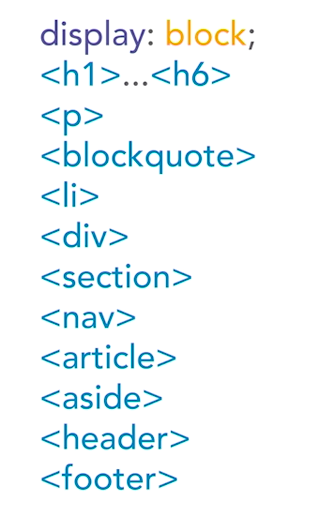 display: block;
<h1>...<h6>
<p>
<blockquote>
<li>
<div>
<section>
<nav>
<article>
<aside>
<header>
<footer>